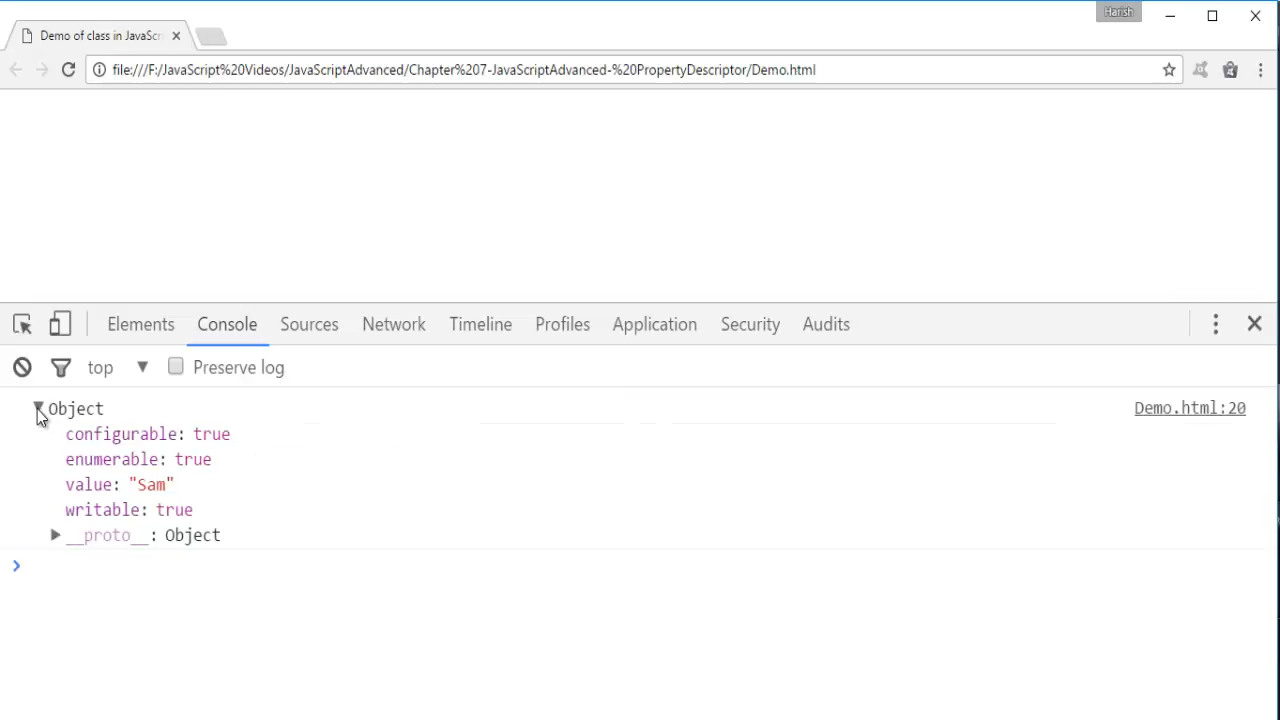 Harish
Demo of class in JavaScr
file:///F:/JavaScript%20Videos/JavaScriptAdvanced/Chapter%207-JavaScriptAdvanced-%20PropertyDescriptor/Demo.html
Elements Console Sources Network Timeline Profiles Application Security Audits
top Preserve log
Object Demo.html:20
configurable: true
enumerable: true
value: "Sam"
writable: true
__proto__: Object